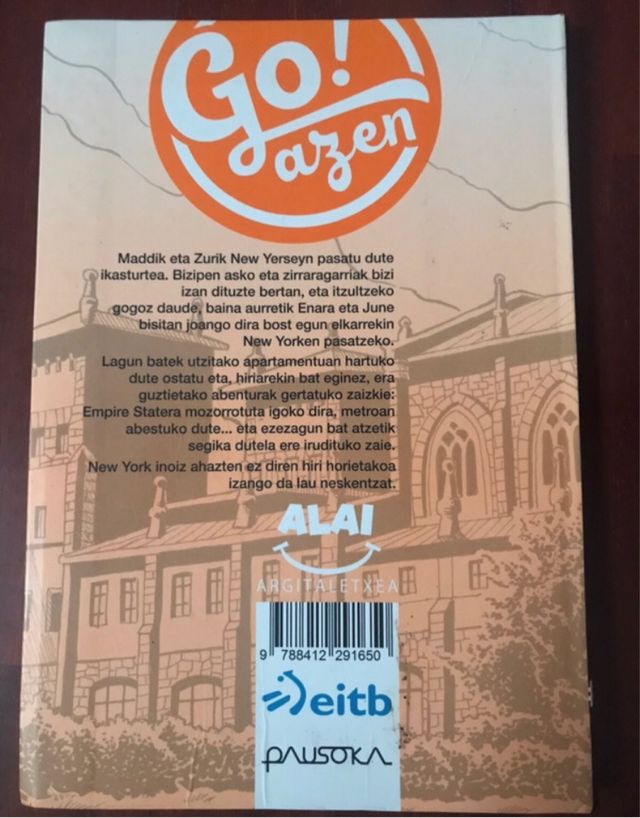 Go!
azen
Maddik eta Zurik New Yerseyn pasatu dute
ikasturtea. Bizipen asko eta zirraragarriak bizi
izan dituzte bertan, eta itzultzeko
gogoz daude, baina aurretik Enara eta June
bisitan joango dira bost egun elkarrekin
New Yorken pasatzeko.
Lagun batek utzitako apartamentuan hartuko
dute ostatu eta, hiriarekin bat eginez, era
guztietako abenturak gertatuko zaizkie:
Empire Statera mozorrotuta igoko dira, metroan
abestuko dute... eta ezezagun bat atzetik
segika dutela ere irudituko zaie.
New York inoiz ahazten ez diren hiri horietakoa
izango da lau neskentzat.
ALAI
ARGITALETXEA
9 788412 291650
eitb
pausoka